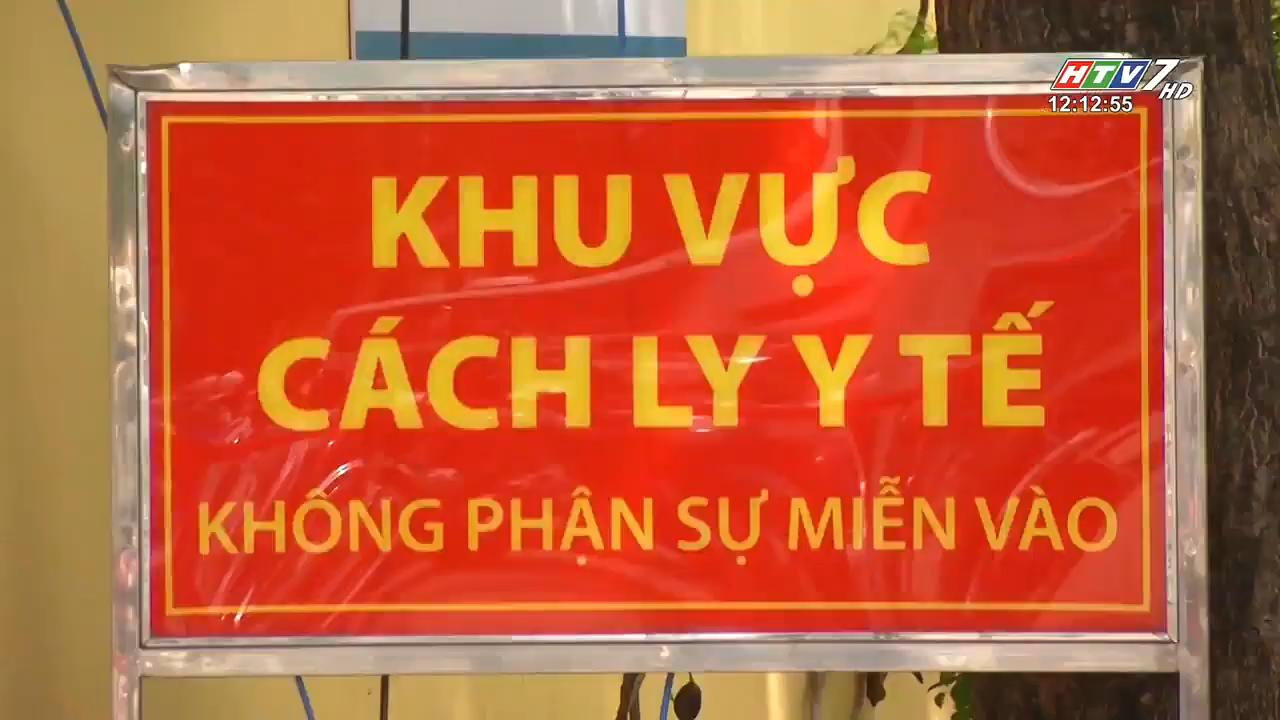 HTV7 HD
12:12:55
KHU VỰC
CÁCH LY Y TẾ
KHÔNG PHẬN SỰ MIỄN VÀO